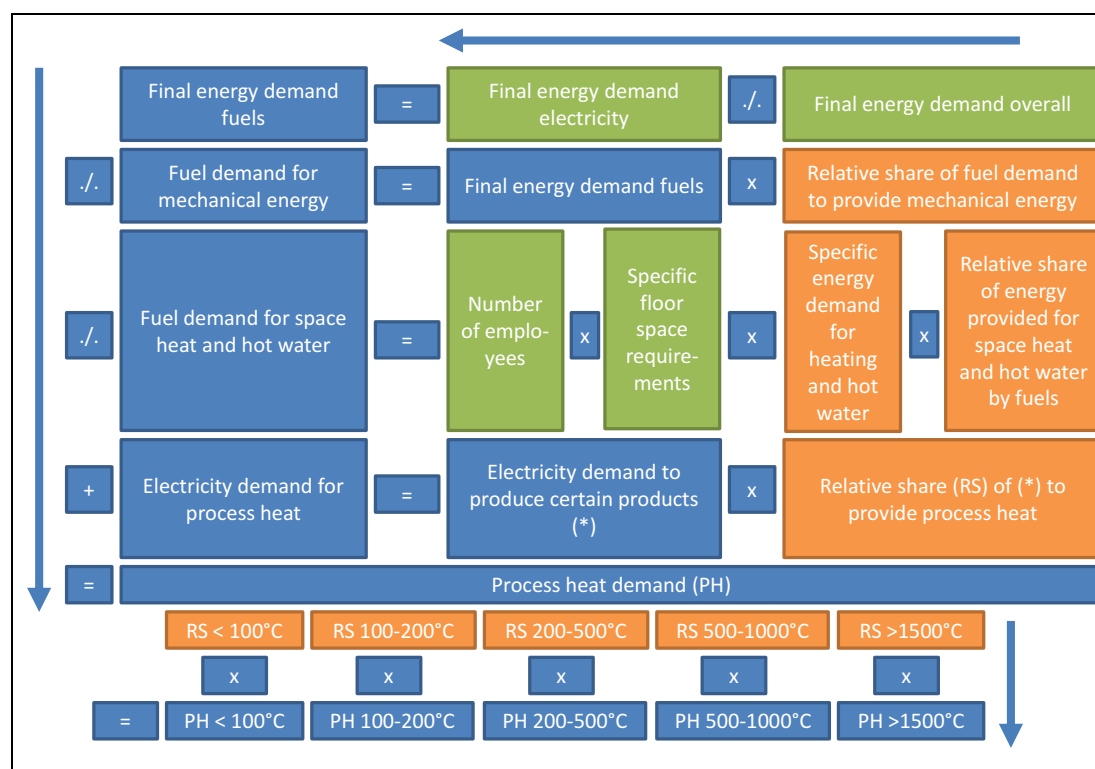 Final energy demand
fuels
=
Final energy demand
electricity
./.
Final energy demand overall
./.
Fuel demand for
mechanical energy
=
Final energy demand fuels
x
Relative share of fuel demand
to provide mechanical energy
./.
Fuel demand for space
heat and hot water
=
Number
of emplo-
yees
x
Specific
floor
space
require-
ments
x
Specific
energy
demand
for
heating
and hot
water
x
Relative share
of energy
provided for
space heat
and hot water
by fuels
+
Electricity demand for
process heat
=
Electricity demand to
produce certain products
(*)
x
Relative share (RS) of (*) to
provide process heat
=
Process heat demand (PH)
RS < 100°C
RS 100-200°C
RS 200-500°C
RS 500-1000°C
RS >1500°C
x
x
x
x
x
=
PH < 100°C
PH 100-200°C
PH 200-500°C
PH 500-1000°C
PH >1500°C